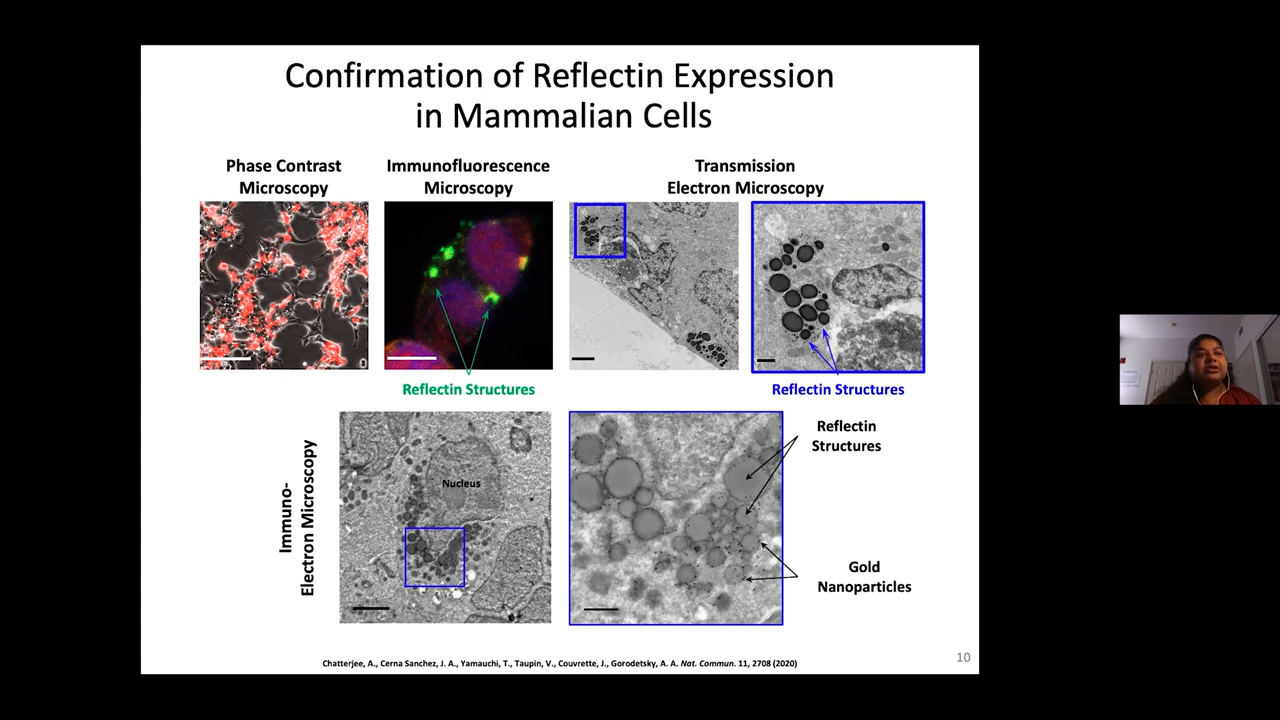 Confirmation of Reflectin Expression
in Mammalian Cells
Phase Contrast
Microscopy
Immunofluorescence
Microscopy
Transmission
Electron Microscopy
Reflectin Structures
Reflectin Structures
Immuno-
Electron Microscopy
Nucleus
Reflectin
Structures
Gold
Nanoparticles
Chatterjee, A., Cerna Sanchez, J. A., Yamauchi, T., Taupin, V., Couvrette, J., Gorodetsky, A. A. Nat. Commun. 11, 2708 (2020)
10